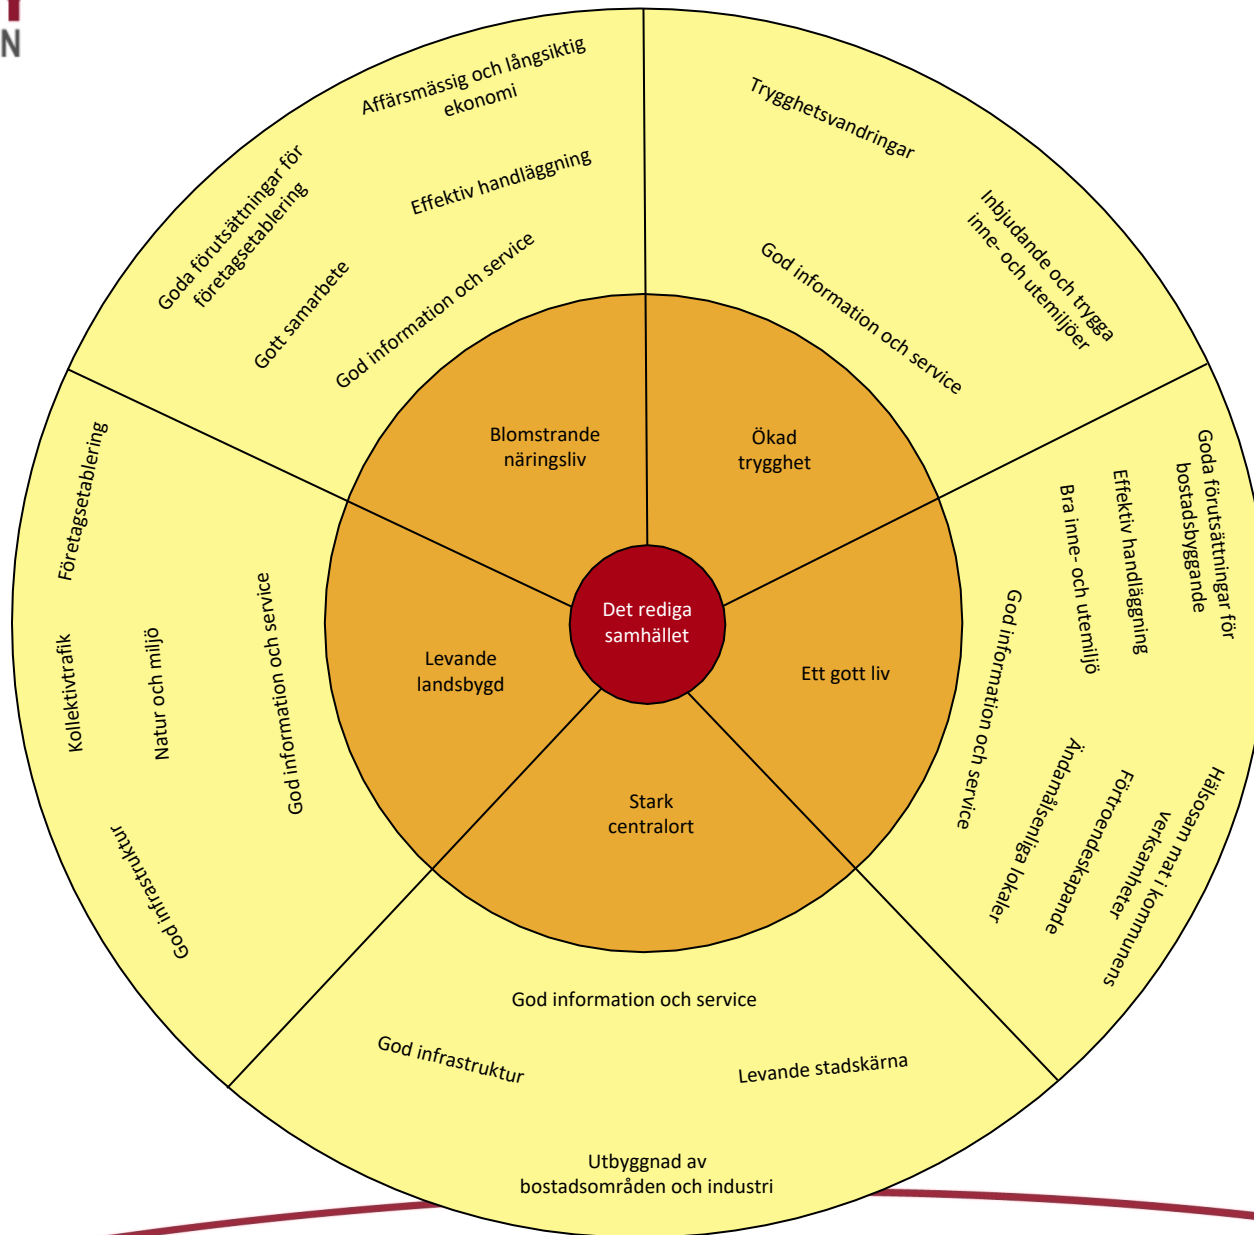 N
Affärsmässig och långsiktig
ekonomi
Effektiv handläggning
Goda förutsättningar för
företagsetablering
Gott samarbete
God information och service
Trygghetsvandringar
Inbjudande och trygga
inne- och utemiljöer
God information och service
Blomstrande
näringsliv
Ökad
trygghet
Det rediga
samhället
Levande
landsbygd
Ett gott liv
Stark
centralort
Företagsetablering
Kollektivtrafik
Natur och miljö
God information och service
God infrastruktur
Goda förutsättningar för
bostadsbyggande
Effektiv handläggning
Bra inne- och utemiljö
God information och service
Ändamålsenliga lokaler
Förtroendeskapande
Hälsosam mat i kommunens
verksamheter
God information och service
God infrastruktur
Levande stadskärna
Utbyggnad av
bostadsområden och industri